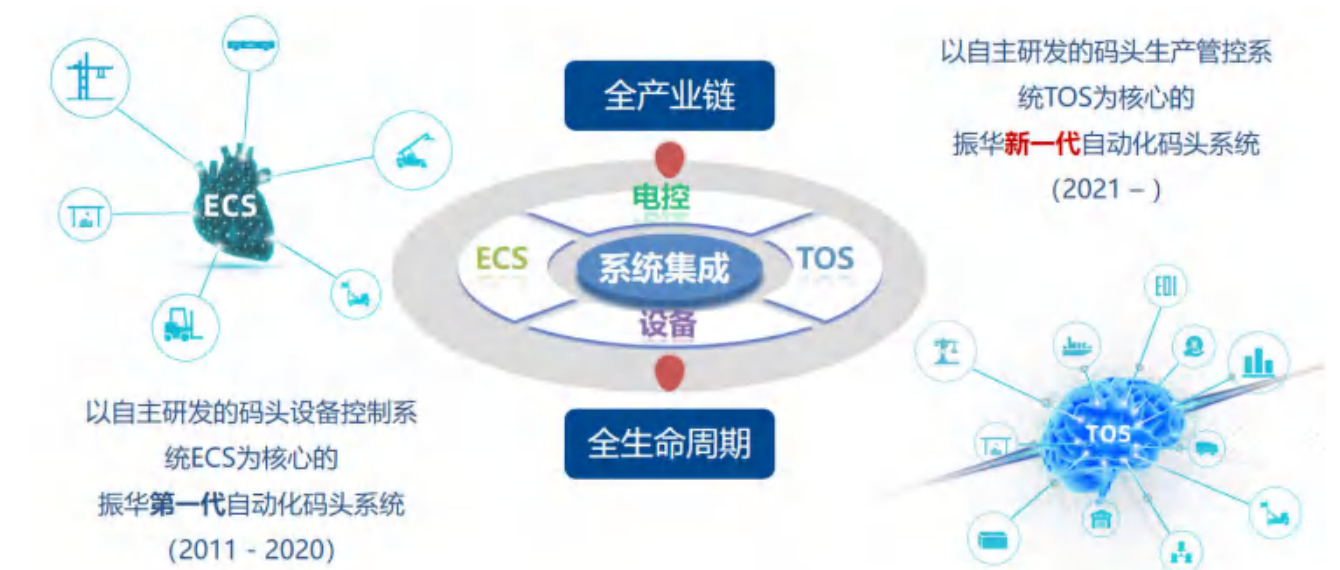 ECS
以自主研发的码头设备控制系
统ECS为核心的
振华第一代自动化码头系统
(2011 - 2020)
全产业链
电控
ECS
系统集成
TOS
设备
全生命周期
以自主研发的码头生产管控系
统TOS为核心的
振华新一代自动化码头系统
(2021 – )
EDI
TOS